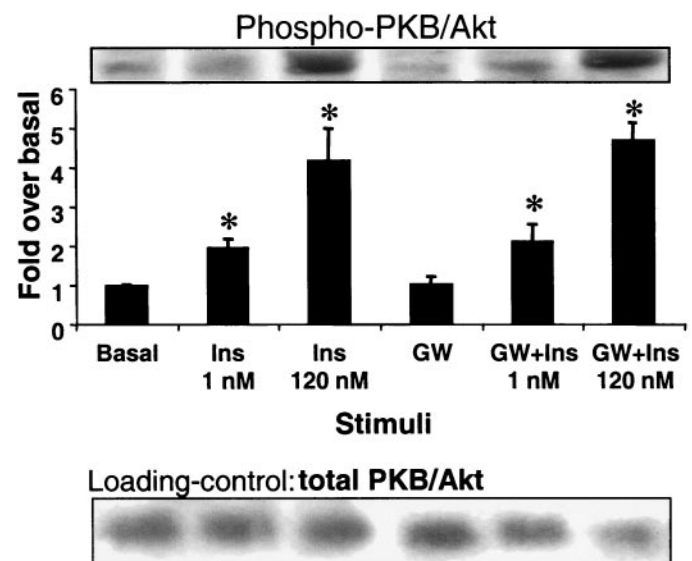 Phospho-PKB/Akt
6
5
4
3
2
1
0
Fold over basal
*
*
*
*
Basal Ins Ins GW GW+Ins GW+Ins
1 nM 120 nM 1 nM 120 nM
Stimuli
Loading-control: total PKB/Akt